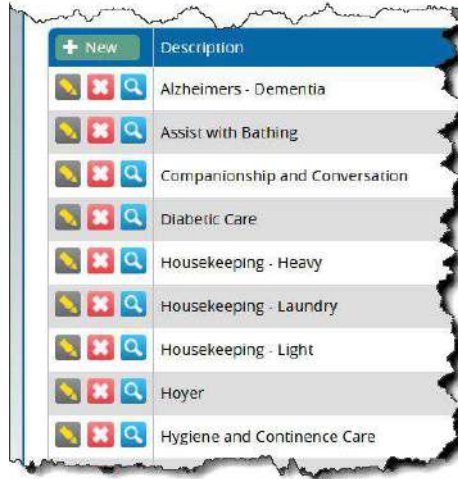 New Description
Alzheimers - Dementia
Assist with Bathing
Companionship and Conversation
Diabetic Care
Housekeeping - Heavy
Housekeeping - Laundry
Housekeeping - Light
Hoyer
Hygiene and Continence Care